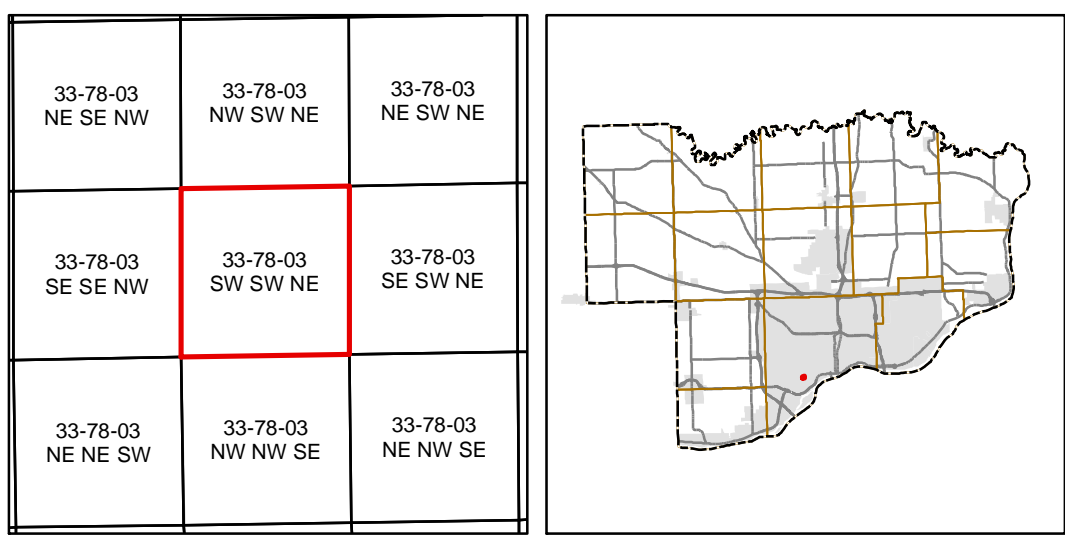 33-78-03
NE SE NW
33-78-03
NW SW NE
33-78-03
NE SW NE
33-78-03
SE SE NW
33-78-03
SW SW NE
33-78-03
SE SW NE
33-78-03
NE NE SW
33-78-03
NW NW SE
33-78-03
NE NW SE